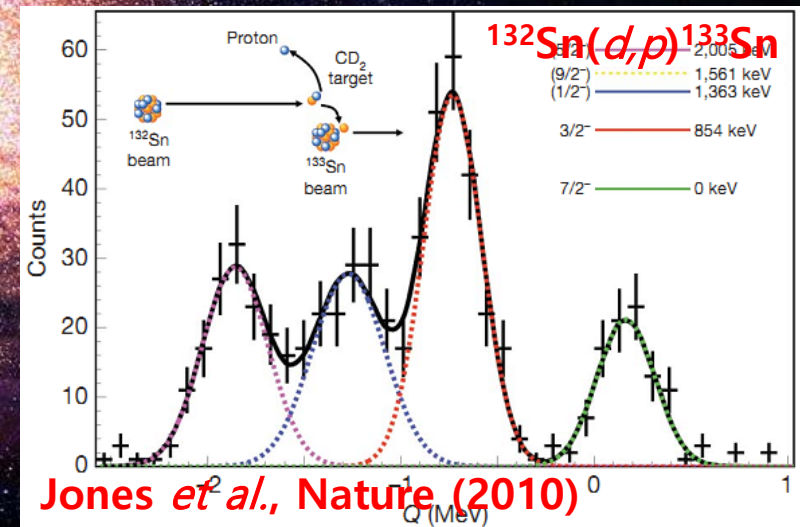 132Sn(d,p)133Sn
60
50
40
30
20
10
0
Counts
Proton
CD2
target
132Sn
beam
133Sn
beam
2,005 keV
(9/2−) 1,561 keV
(1/2−) 1,363 keV
3/2− 854 keV
7/2− 0 keV
-2 -1 0 1
Q (MeV)
Jones et al., Nature (2010)